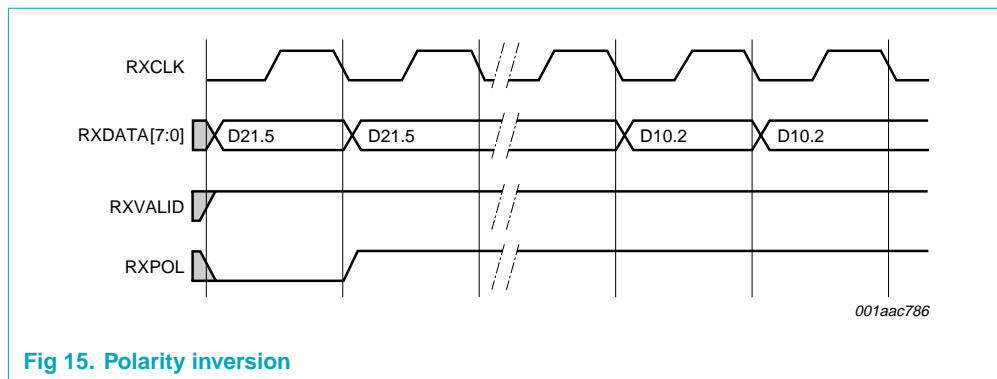 RXCLK
RXDATA[7:0]
D21.5 D21.5 D10.2 D10.2
RXVALID
RXPOL
001aac786
Fig 15. Polarity inversion